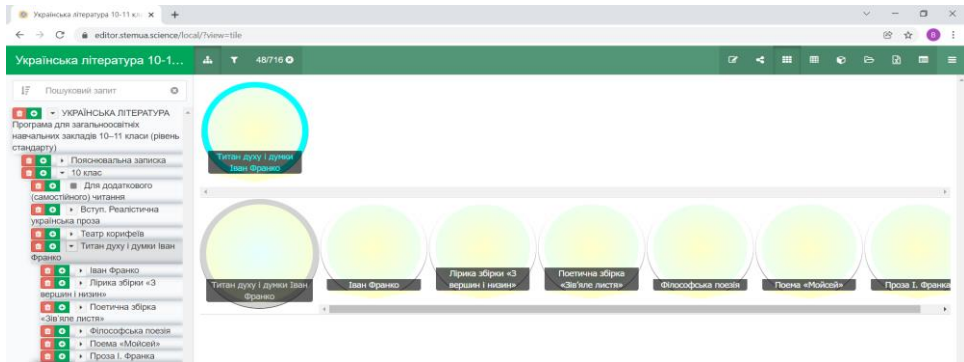 Українська література 10-11 кл
editor.stemua.science/local/?view=tile
B
Українська література 10-1...
48/716
Пошуковий запит
УКРАЇНСЬКА ЛІТЕРАТУРА
Програма для загальноосвітніх
навчальних закладів 10–11 класи (рівень
стандарту)
Пояснювальна записка
10 клас
Для додаткового
(самостійного) читання
Вступ. Реалістична
українська проза
Театр корифеїв
Титан духу і думки Іван
Франко
Іван Франко
Лірика збірки «З
вершин і низин»
Поетична збірка
«Зів'яле листя»
Філософська поезія
Поема «Мойсей»
Проза І. Франка
Титан духу і думки
Іван Франко
Титан духу і думки Іван
Франко
Іван Франко
Лірика збірки «З
вершин і низин»
Поетична збірка
«Зів'яле листя»
Філософська поезія
Поема «Мойсей»
Проза І. Франка